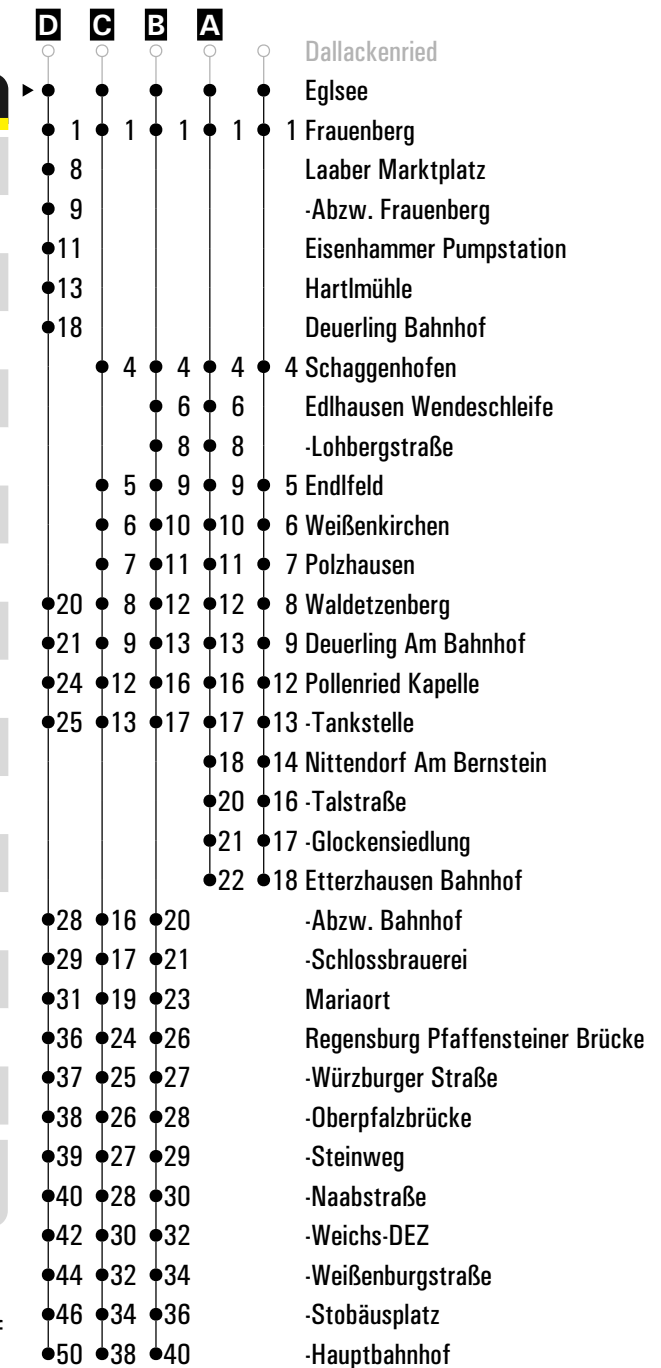 D C B A
Dallackenried
Eglsee
1 1 1 1 1 Frauenberg
8 Laaber Marktplatz
9 -Abzw. Frauenberg
11 Eisenhammer Pumpstation
13 Hartlmühle
18 Deuerling Bahnhof
4 4 4 4 Schaggenhofen
6 6 Edlhausen Wendeschleife
8 8 -Lohbergstraße
5 9 9 5 Endlfeld
6 10 10 6 Weißenkirchen
7 11 11 7 Polzhausen
20 8 12 12 8 Waldetzenberg
21 9 13 13 9 Deuerling Am Bahnhof
24 12 16 16 12 Pollenried Kapelle
25 13 17 17 13 -Tankstelle
18 14 Nittendorf Am Bernstein
20 16 -Talstraße
21 17 -Glockensiedlung
22 18 Etterzhausen Bahnhof
28 16 20 -Abzw. Bahnhof
29 17 21 -Schlossbrauerei
31 19 23 Mariaort
36 24 26 Regensburg Pfaffensteiner Brücke
37 25 27 -Würzburger Straße
38 26 28 -Oberpfalzbrücke
39 27 29 -Steinweg
40 28 30 -Naabstraße
42 30 32 -Weichs-DEZ
44 32 34 -Weißenburgstraße
46 34 36 -Stobäusplatz
50 38 40 -Hauptbahnhof